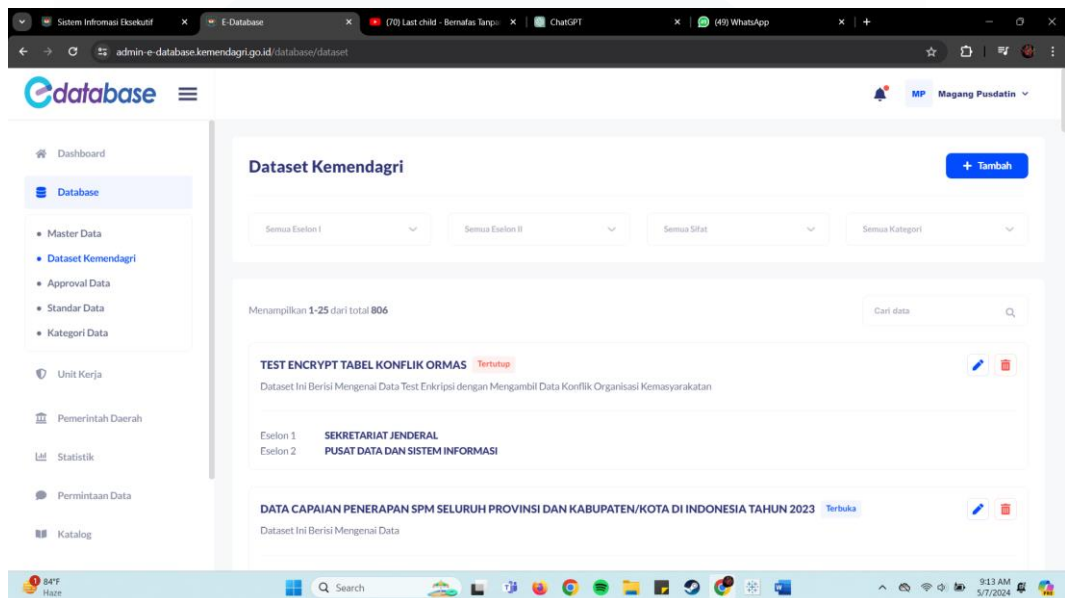 Sistem Infromasi Eksekutif
E-Database
(70) Last child - Bernafas Tanpa
ChatGPT
(49) WhatsApp
admin-e-database.kemendagri.go.id/database/dataset
edatabase
MP Magang Pusdatin
Dashboard
Database
Master Data
Dataset Kemendagri
Approval Data
Standar Data
Kategori Data
Unit Kerja
Pemerintah Daerah
Statistik
Permintaan Data
Katalog
Dataset Kemendagri
+ Tambah
Semua Eselon I
Semua Eselon II
Semua Sifat
Semua Kategori
Menampilkan 1-25 dari total 806
Cari data
TEST ENCRYPT TABEL KONFLIK ORMAS Tertutup
Dataset Ini Berisi Mengenai Data Test Enkripsi dengan Mengambil Data Konflik Organisasi Kemasyarakatan
Eselon 1 SEKRETARIAT JENDERAL
Eselon 2 PUSAT DATA DAN SISTEM INFORMASI
DATA CAPAIAN PENERAPAN SPM SELURUH PROVINSI DAN KABUPATEN/KOTA DI INDONESIA TAHUN 2023 Terbuka
Dataset Ini Berisi Mengenai Data
1
84°F
Haze
Search
9:13 AM
5/7/2024